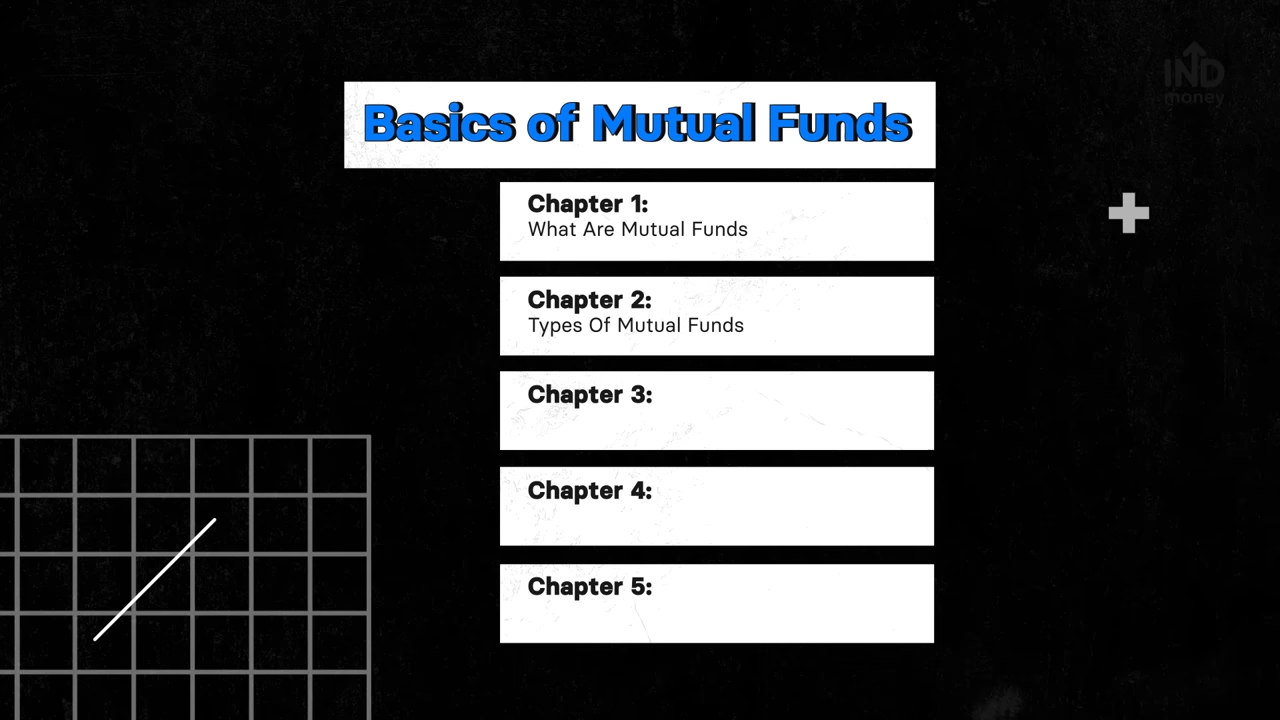 IND
money
Basics of Mutual Funds
Chapter 1:
What Are Mutual Funds
Chapter 2:
Types Of Mutual Funds
Chapter 3:
Chapter 4:
Chapter 5: